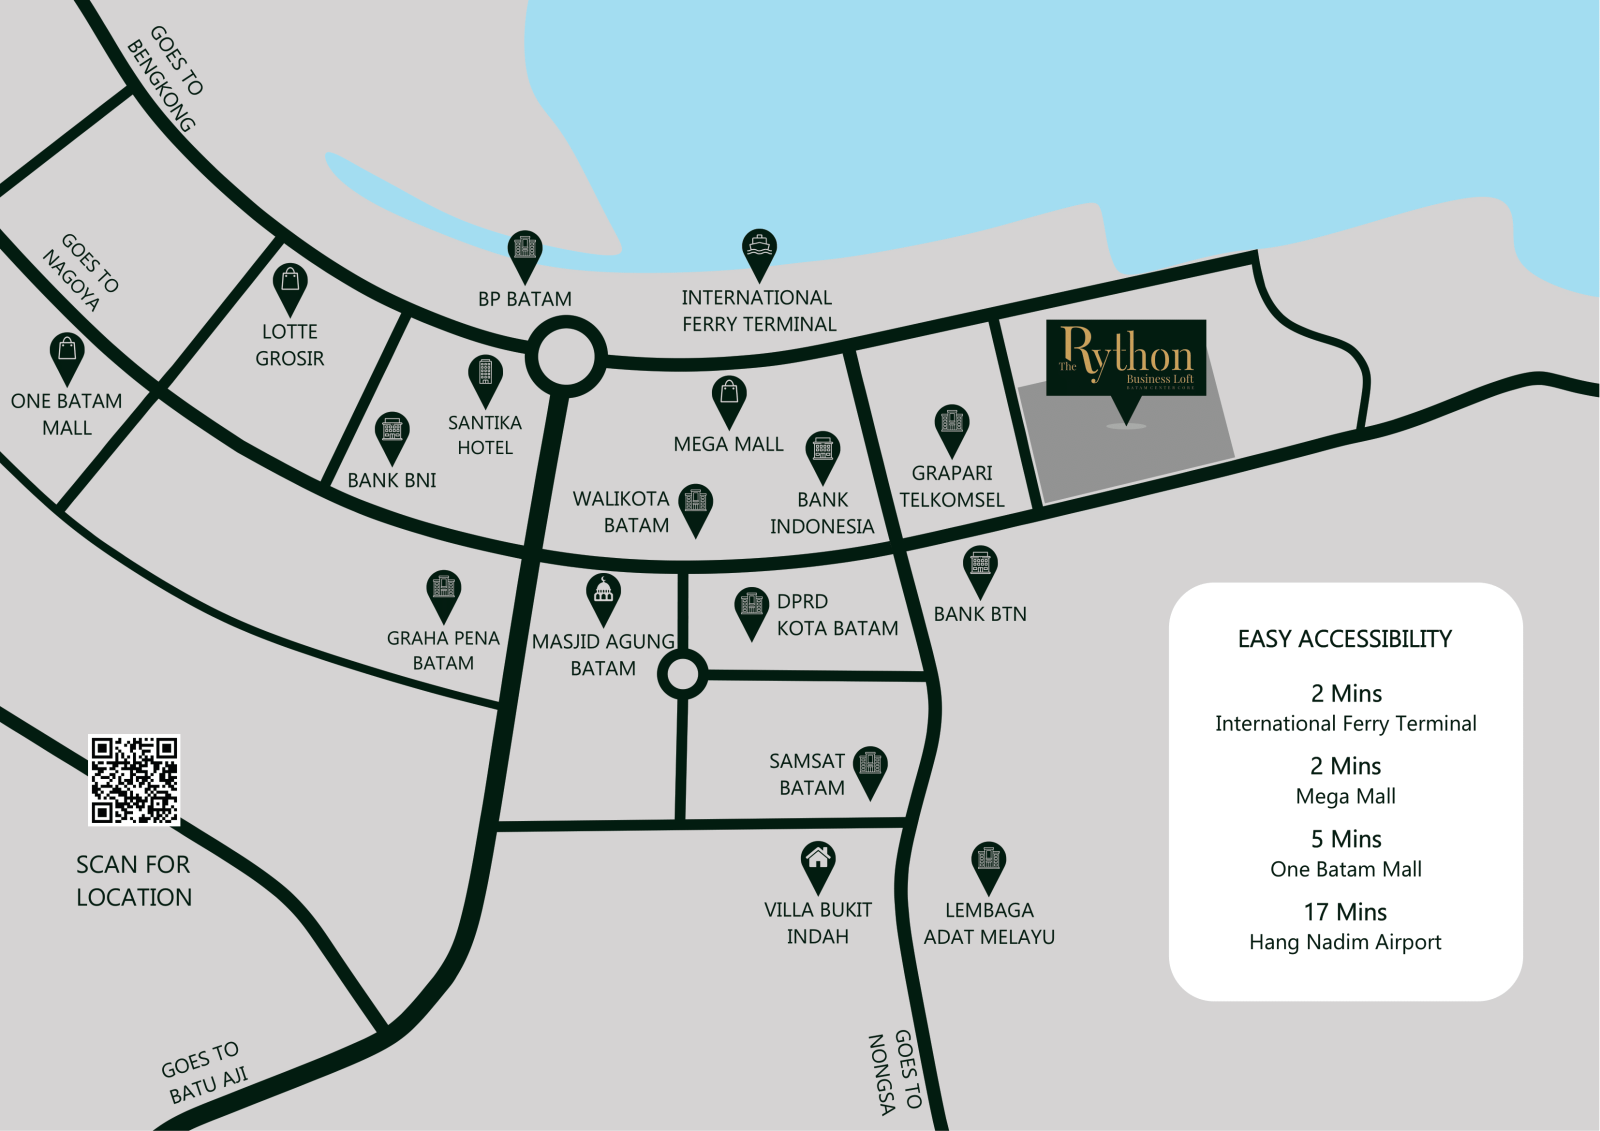 GOES TO
BENGKONG
GOES TO
NAGOYA
BP BATAM
INTERNATIONAL
FERRY TERMINAL
LOTTE
GROSIR
ONE BATAM
MALL
The
Rython
Business Loft
BATAM CENTER CORE
SANTIKA
HOTEL
BANK BNI
MEGA MALL
WALIKOTA
BATAM
BANK
INDONESIA
GRAPARI
TELKOMSEL
GRAHA PENA
BATAM
MASJID AGUNG
BATAM
DPRD
KOTA BATAM
BANK BTN
SAMSAT
BATAM
VILLA BUKIT
INDAH
LEMBAGA
ADAT MELAYU
SCAN FOR
LOCATION
GOES TO
BATU AJI
GOES TO
NONGSA
EASY ACCESSIBILITY
2 Mins
International Ferry Terminal
2 Mins
Mega Mall
5 Mins
One Batam Mall
17 Mins
Hang Nadim Airport